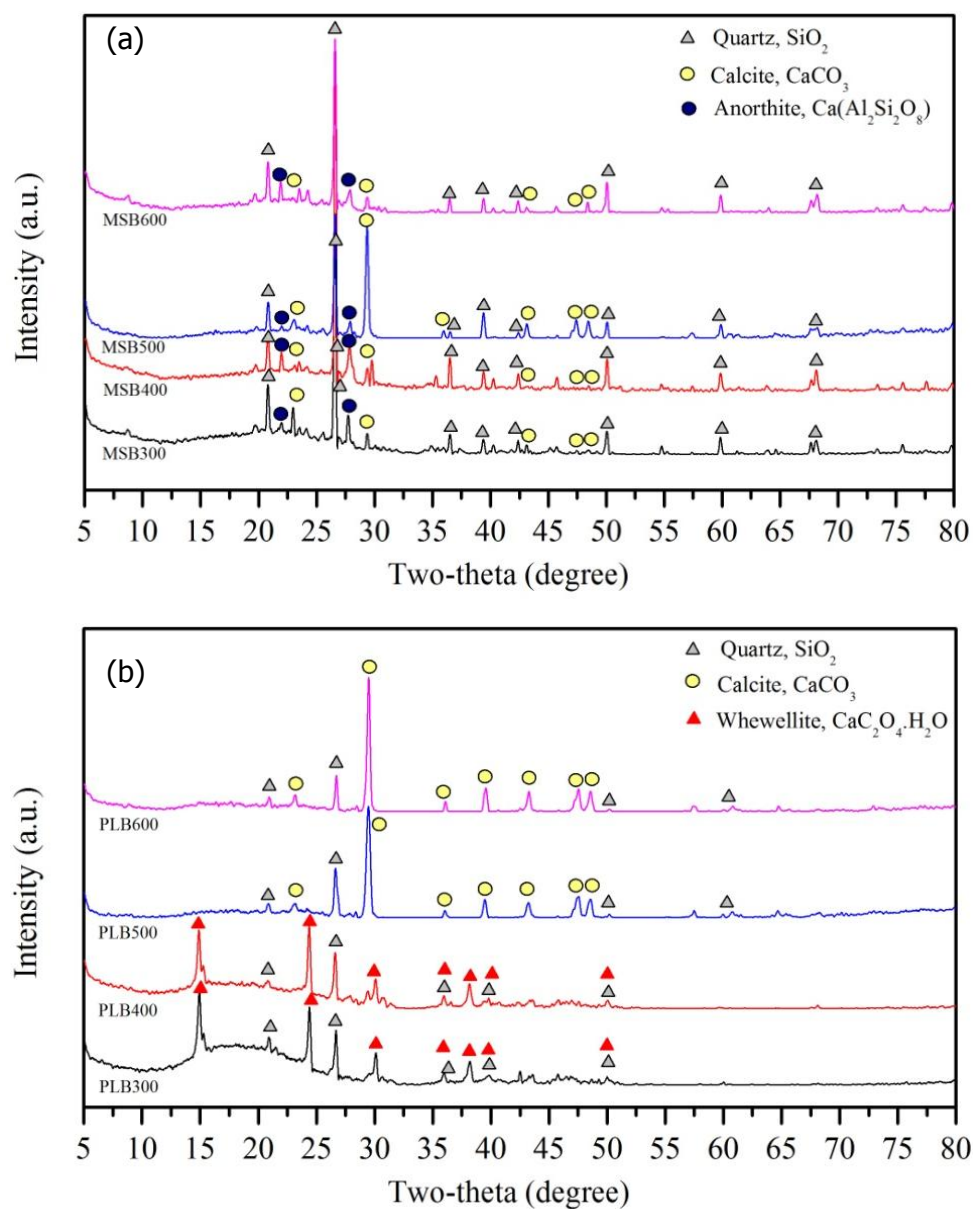 (a)
Quartz, SiO₂
Calcite, CaCO₃
Anorthite, Ca(Al₂Si₂O₈)
MSB600
MSB500
MSB400
MSB300
Intensity (a.u.)
5 10 15 20 25 30 35 40 45 50 55 60 65 70 75 80
Two-theta (degree)
(b)
Quartz, SiO₂
Calcite, CaCO₃
Whewellite, CaC₂O₄.H₂O
PLB600
PLB500
PLB400
PLB300
Intensity (a.u.)
5 10 15 20 25 30 35 40 45 50 55 60 65 70 75 80
Two-theta (degree)